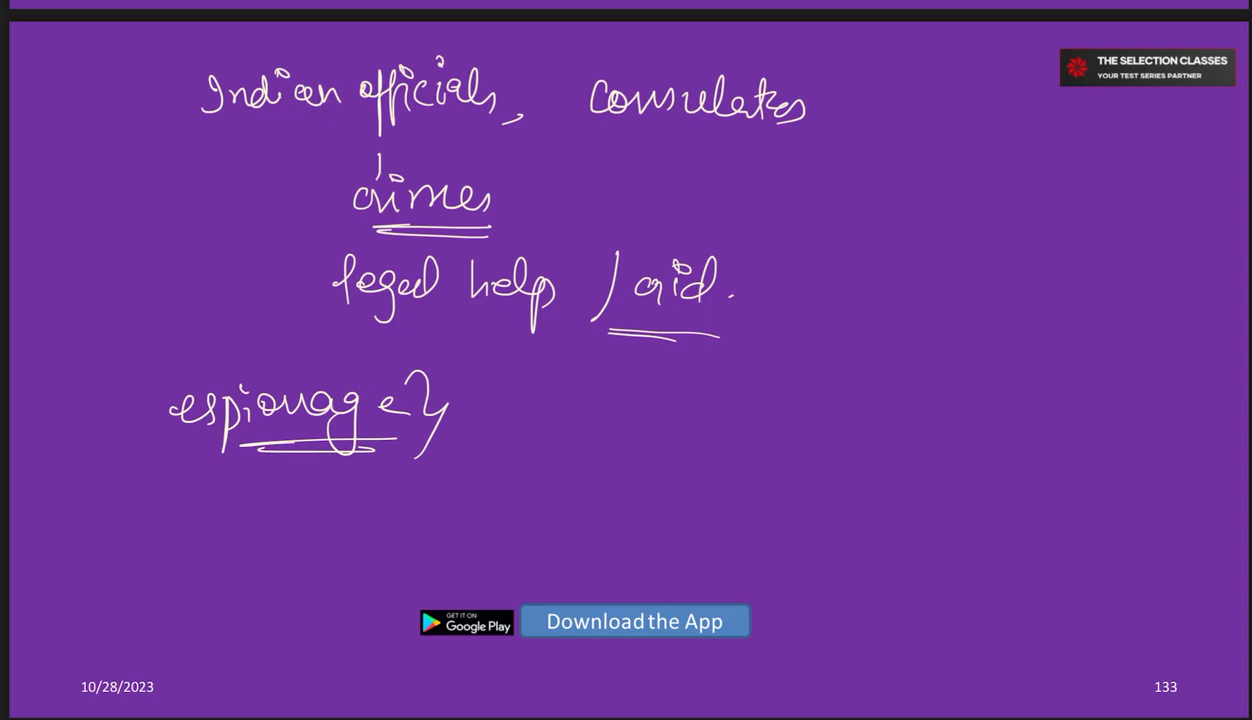 THE SELECTION CLASSES
YOUR TEST SERIES PARTNER
Indian officials, consulates
crimes
legal help / aid.
espionage
GET IT ON
Google Play
Download the App
10/28/2023
133